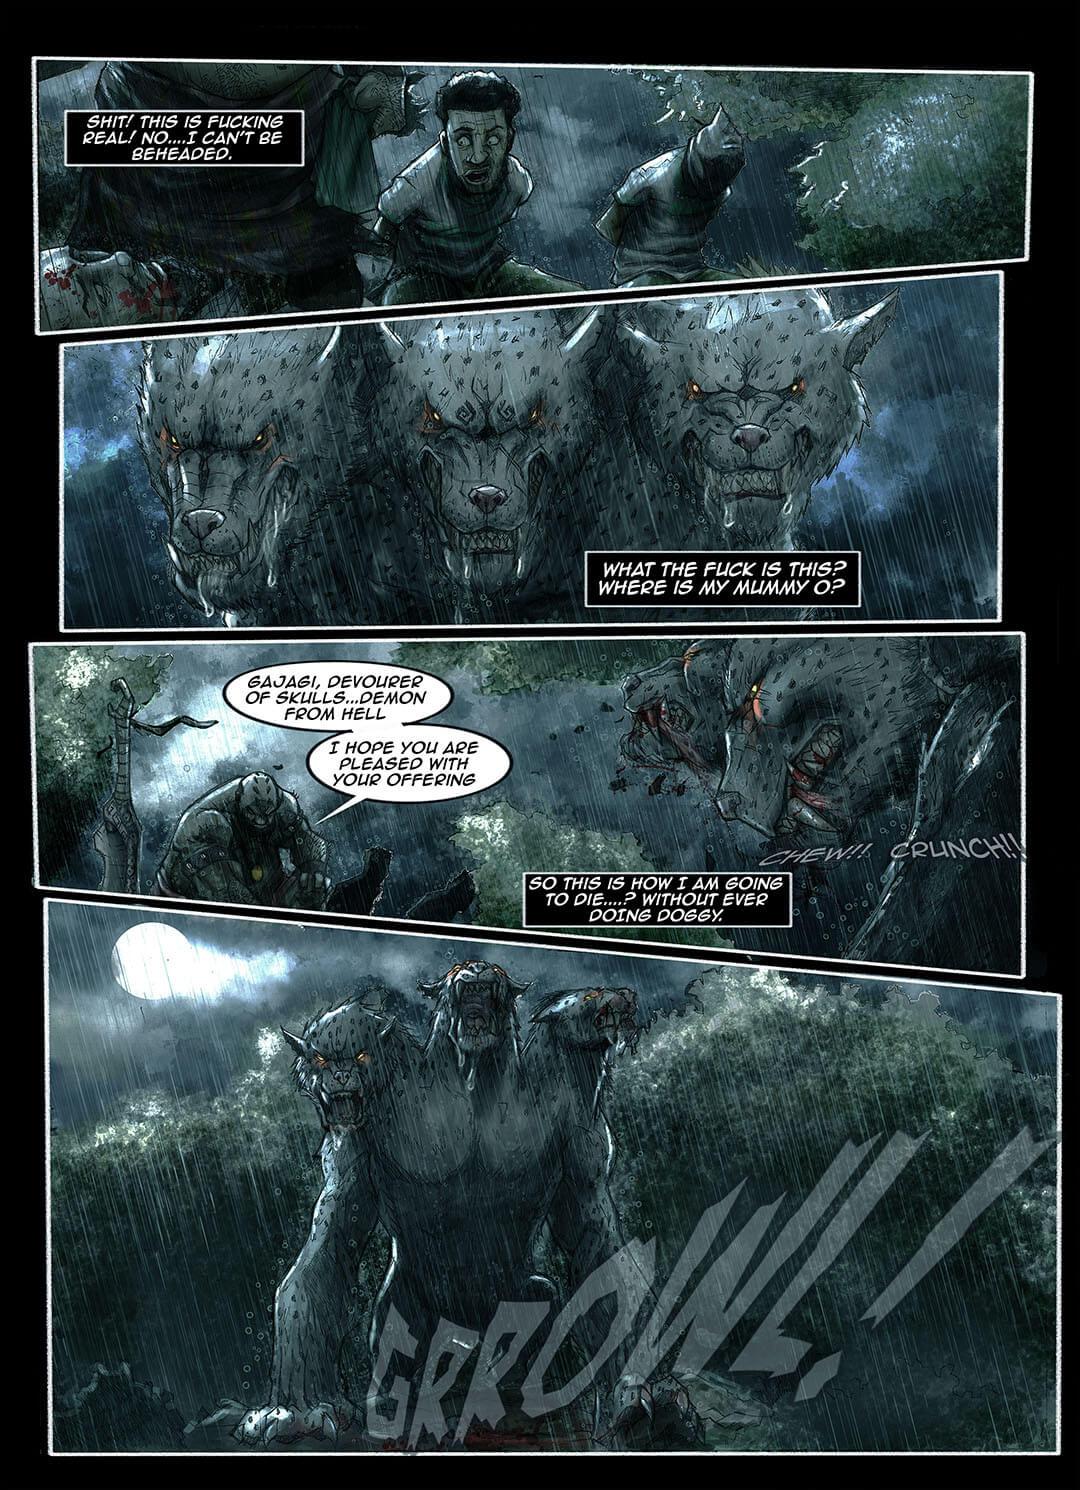 SHIT! THIS IS FUCKING
REAL! NO....I CAN'T BE
BEHEADED.
WHAT THE FUCK IS THIS?
WHERE IS MY MUMMY O?
GAJAGI, DEVOURER
OF SKULLS...DEMON
FROM HELL
I HOPE YOU ARE
PLEASED WITH
YOUR OFFERING
CHEW!! CRUNCH!!
SO THIS IS HOW I AM GOING
TO DIE....? WITHOUT EVER
DOING DOGGY.
GRROWL!!